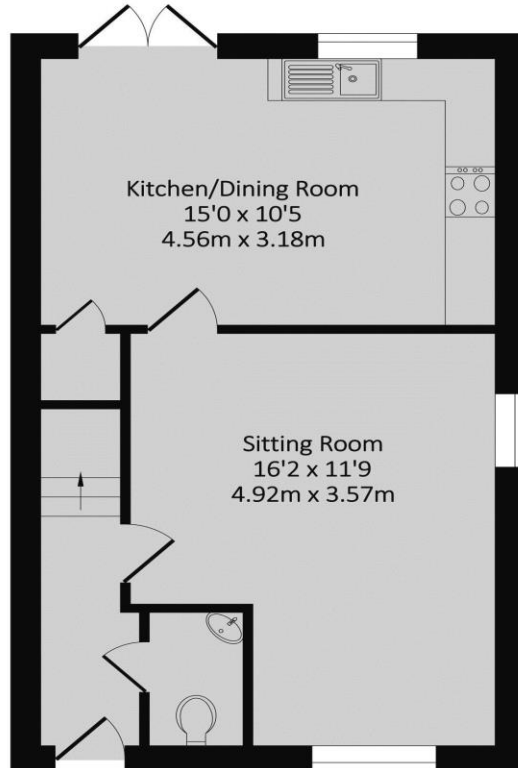 Kitchen/Dining Room
15'0 x 10'5
4.56m x 3.18m
Sitting Room
16'2 x 11'9
4.92m x 3.57m